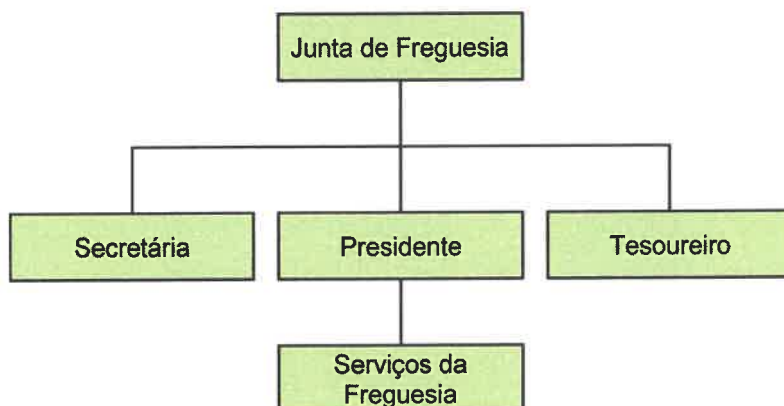 Junta de Freguesia
Secretária
Presidente
Tesoureiro
Serviços da
Freguesia